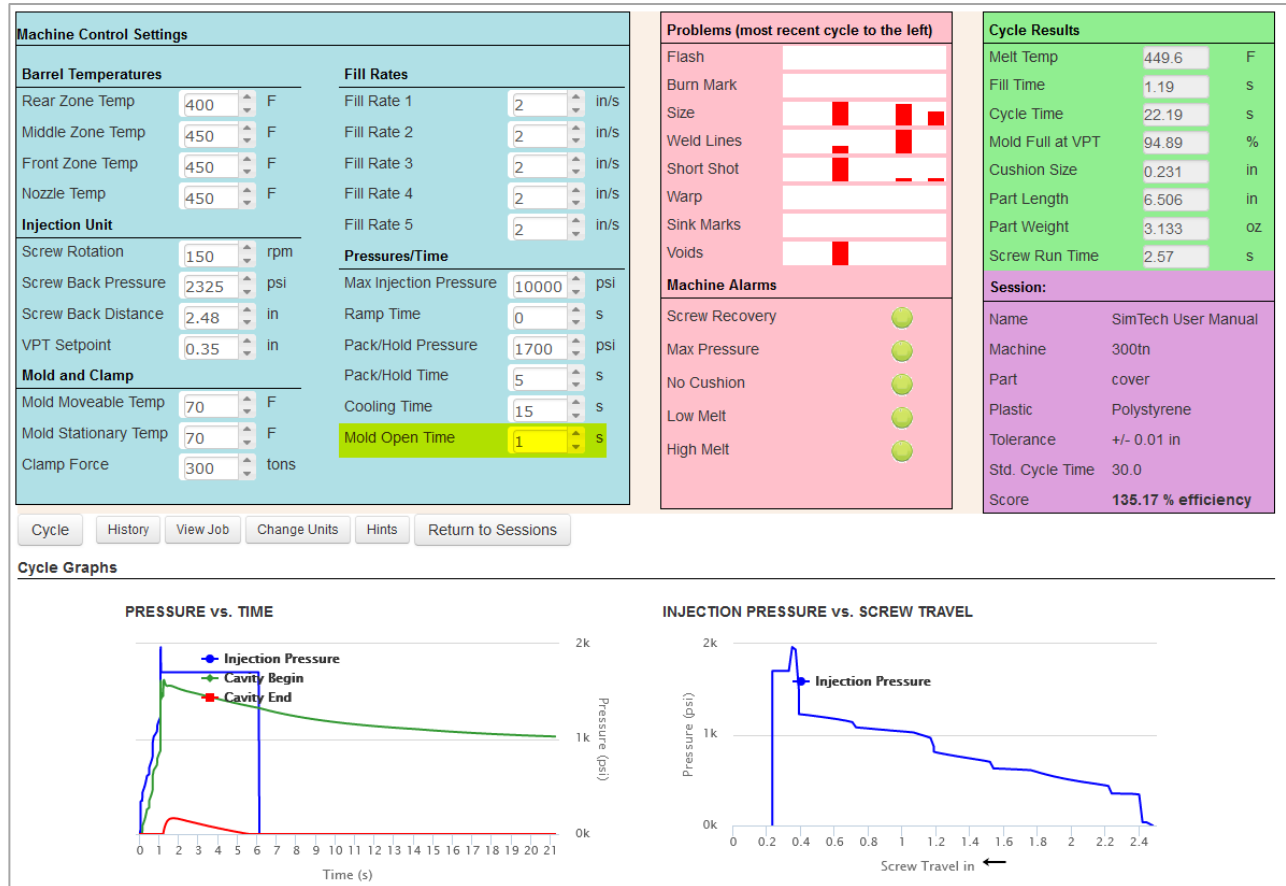 Machine Control Settings
Barrel Temperatures
Rear Zone Temp 400 F
Middle Zone Temp 450 F
Front Zone Temp 450 F
Nozzle Temp 450 F
Injection Unit
Screw Rotation 150 rpm
Screw Back Pressure 2325 psi
Screw Back Distance 2.48 in
VPT Setpoint 0.35 in
Mold and Clamp
Mold Moveable Temp 70 F
Mold Stationary Temp 70 F
Clamp Force 300 tons
Fill Rates
Fill Rate 1 2 in/s
Fill Rate 2 2 in/s
Fill Rate 3 2 in/s
Fill Rate 4 2 in/s
Fill Rate 5 2 in/s
Pressures/Time
Max Injection Pressure 10000 psi
Ramp Time 0 s
Pack/Hold Pressure 1700 psi
Pack/Hold Time 5 s
Cooling Time 15 s
Mold Open Time 1 s
Problems (most recent cycle to the left)
Flash
Burn Mark
Size
Weld Lines
Short Shot
Warp
Sink Marks
Voids
Machine Alarms
Screw Recovery
Max Pressure
No Cushion
Low Melt
High Melt
Cycle Results
Melt Temp 449.6 F
Fill Time 1.19 s
Cycle Time 22.19 s
Mold Full at VPT 94.89 %
Cushion Size 0.231 in
Part Length 6.506 in
Part Weight 3.133 oz
Screw Run Time 2.57 s
Session:
Name SimTech User Manual
Machine 300tn
Part cover
Plastic Polystyrene
Tolerance +/- 0.01 in
Std. Cycle Time 30.0
Score 135.17 % efficiency
Cycle History View Job Change Units Hints Return to Sessions
Cycle Graphs
PRESSURE vs. TIME
Injection Pressure
Cavity Begin
Cavity End
2k
1k
0k
Pressure (psi)
0 1 2 3 4 5 6 7 8 9 10 11 12 13 14 15 16 17 18 19 20 21
Time (s)
INJECTION PRESSURE vs. SCREW TRAVEL
Injection Pressure
2k
1k
0k
Pressure (psi)
0 0.2 0.4 0.6 0.8 1 1.2 1.4 1.6 1.8 2 2.2 2.4
Screw Travel in ←